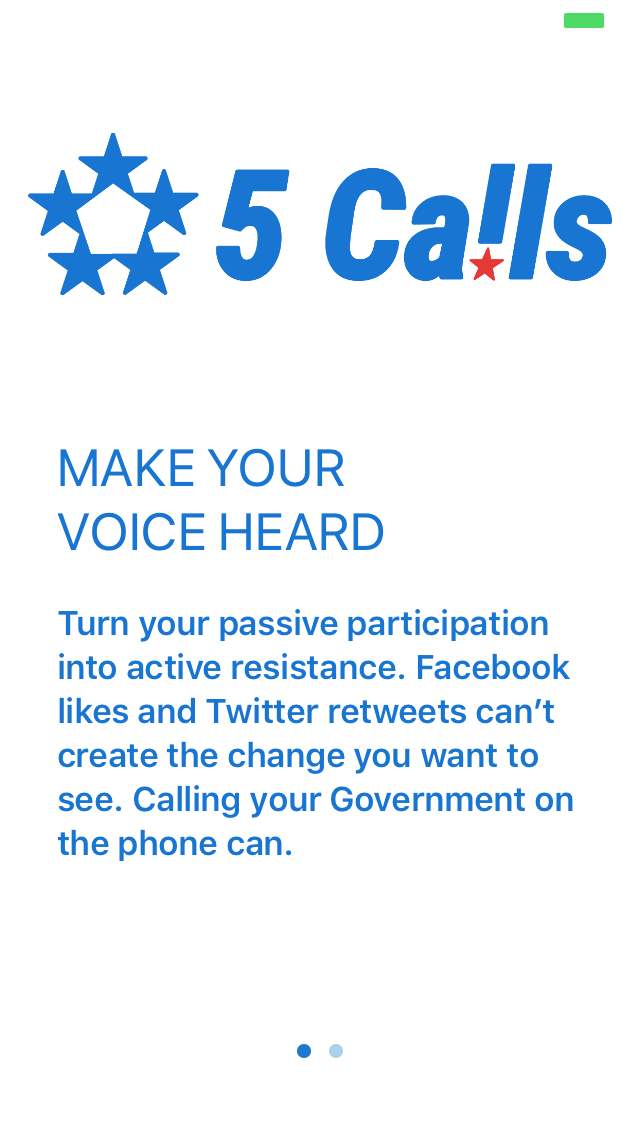 5 Calls
MAKE YOUR
VOICE HEARD
Turn your passive participation
into active resistance. Facebook
likes and Twitter retweets can’t
create the change you want to
see. Calling your Government on
the phone can.